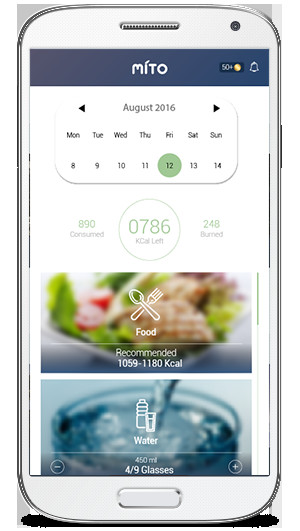 MÍTO
50+
August 2016
Mon Tue Wed Thu Fri Sat Sun
8 9 10 11 12 13 14
890 0786 248
Consumed KCal Left Burned
Food
Recommended
1059-1180 Kcal
Water
450 ml
4/9 Glasses